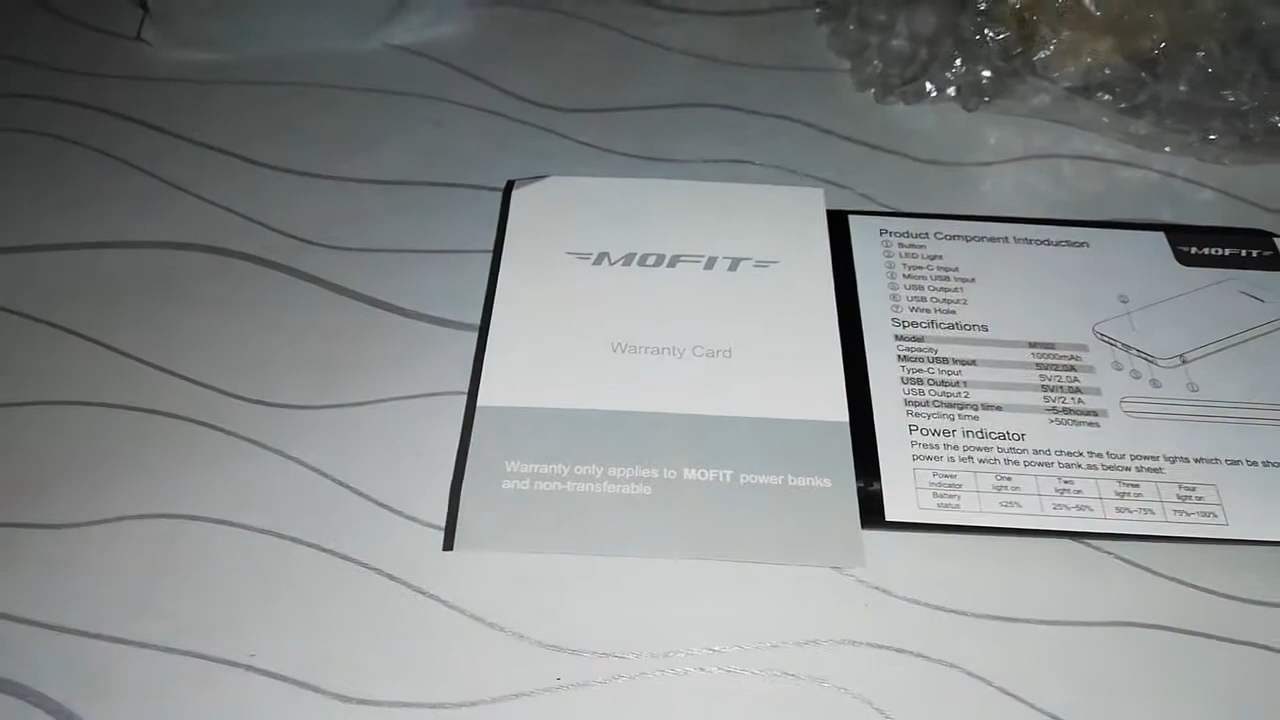 MOFIT
Warranty Card
Warranty only applies to MOFIT power banks
and non-transferable
MOFIT
Product Component Introduction
① Button
② LED Light
③ Type-C Input
④ Micro USB Input
⑤ USB Output1
⑥ USB Output2
⑦ Wire Hole
Specifications
Model
Capacity 10000mAh
Micro USB Input 5V/2.0A
Type-C Input 5V/2.0A
USB Output 1 5V/1.0A
USB Output 2 5V/2.1A
Input Charging time ~5-6hours
Recycling time >500times
Power indicator
Press the power button and check the four power lights which can be sho
power is left wich the power bank.as below sheet:
Power indicator One light on Two light on Three light on Four light on
Battery status ≤25% 25%~50% 50%~75% 75%~100%